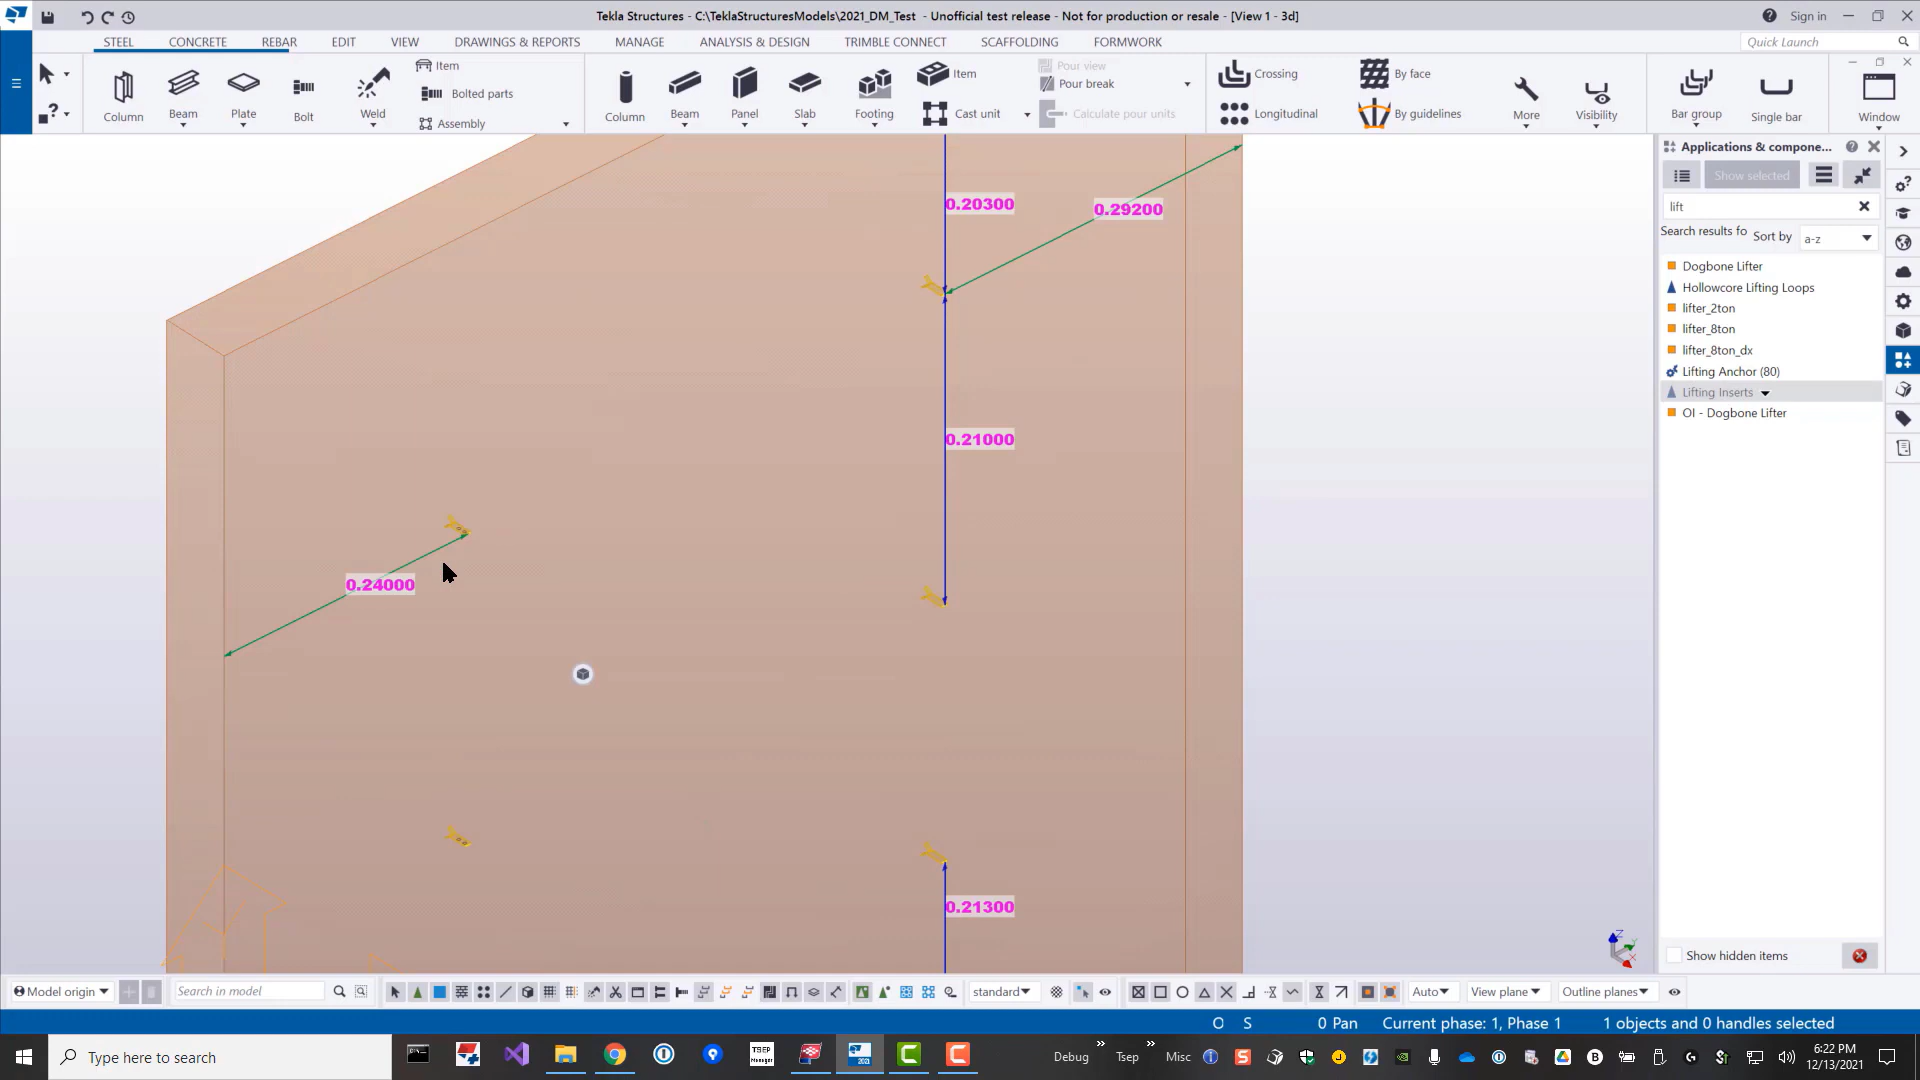 Tekla Structures - C:\TeklaStructuresModels\2021_DM_Test - Unofficial test release - Not for production or resale - [View 1 - 3d]
Sign in
STEEL CONCRETE REBAR EDIT VIEW DRAWINGS & REPORTS MANAGE ANALYSIS & DESIGN TRIMBLE CONNECT SCAFFOLDING FORMWORK
Quick Launch
Column
Beam
Plate
Bolt
Weld
Item
Bolted parts
Assembly
Column
Beam
Panel
Slab
Footing
Item
Cast unit
Pour view
Pour break
Calculate pour units
Crossing
Longitudinal
By face
By guidelines
More
Visibility
Bar group
Single bar
Window
Applications & compone...
Show selected
lift
Search results fo
Sort by
a-z
Dogbone Lifter
Hollowcore Lifting Loops
lifter_2ton
lifter_8ton
lifter_8ton_dx
Lifting Anchor (80)
Lifting Inserts
OI - Dogbone Lifter
Show hidden items
0.20300
0.29200
0.21000
0.24000
0.21300
Model origin
Search in model
standard
Auto
View plane
Outline planes
O S 0 Pan Current phase: 1, Phase 1 1 objects and 0 handles selected
Type here to search
TSEP
Manager
2021
Debug
Tsep
Misc
6:22 PM
12/13/2021